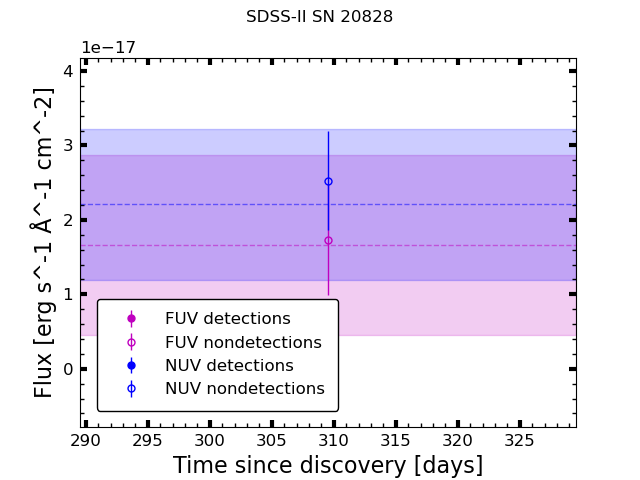 SDSS-II SN 20828
1e−17
4
3
2
1
0
Flux [erg s^-1 Å^-1 cm^-2]
FUV detections
FUV nondetections
NUV detections
NUV nondetections
290 295 300 305 310 315 320 325
Time since discovery [days]